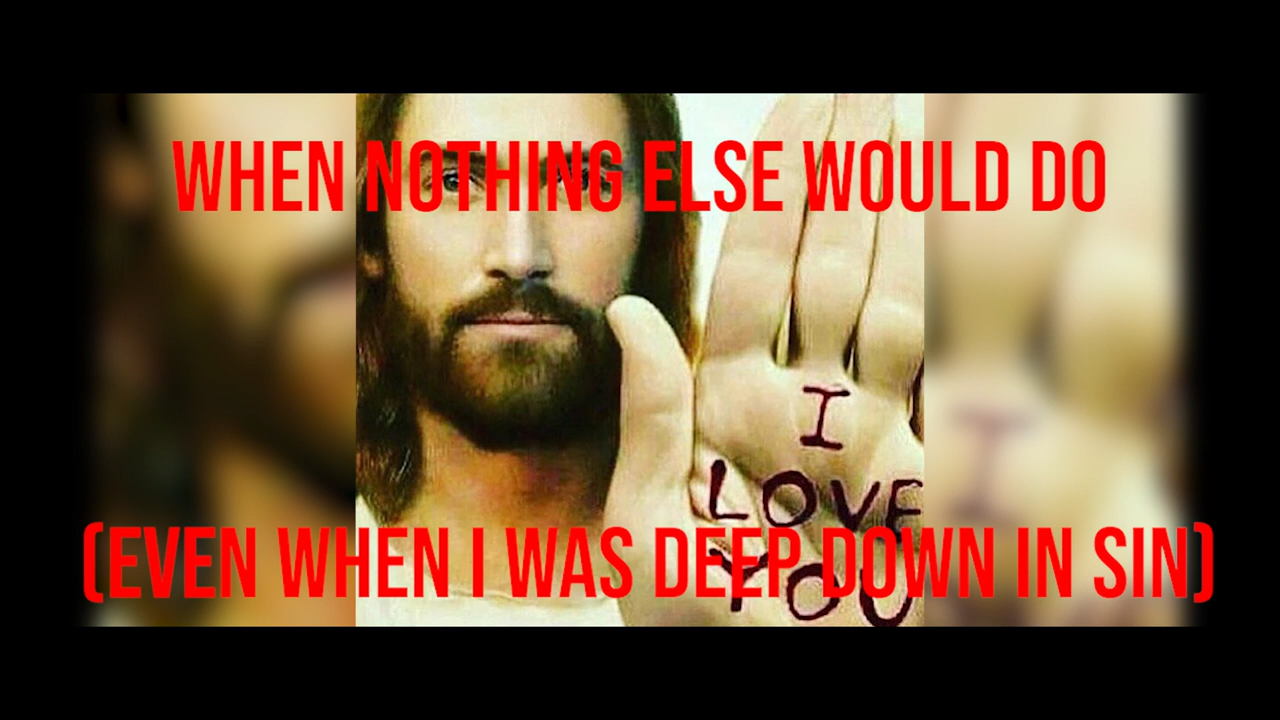 WHEN NOTHING ELSE WOULD DO
I
LOVE
(EVEN WHEN I WAS DEEP DOWN IN SIN)
YOU